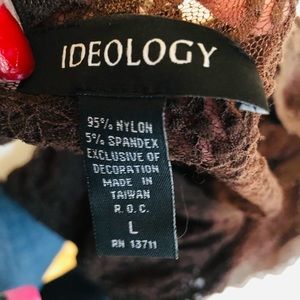 IDEOLOGY
95% NYLON
5% SPANDEX
EXCLUSIVE OF
DECORATION
MADE IN
TAIWAN
R.O.C.
L
RN 13711